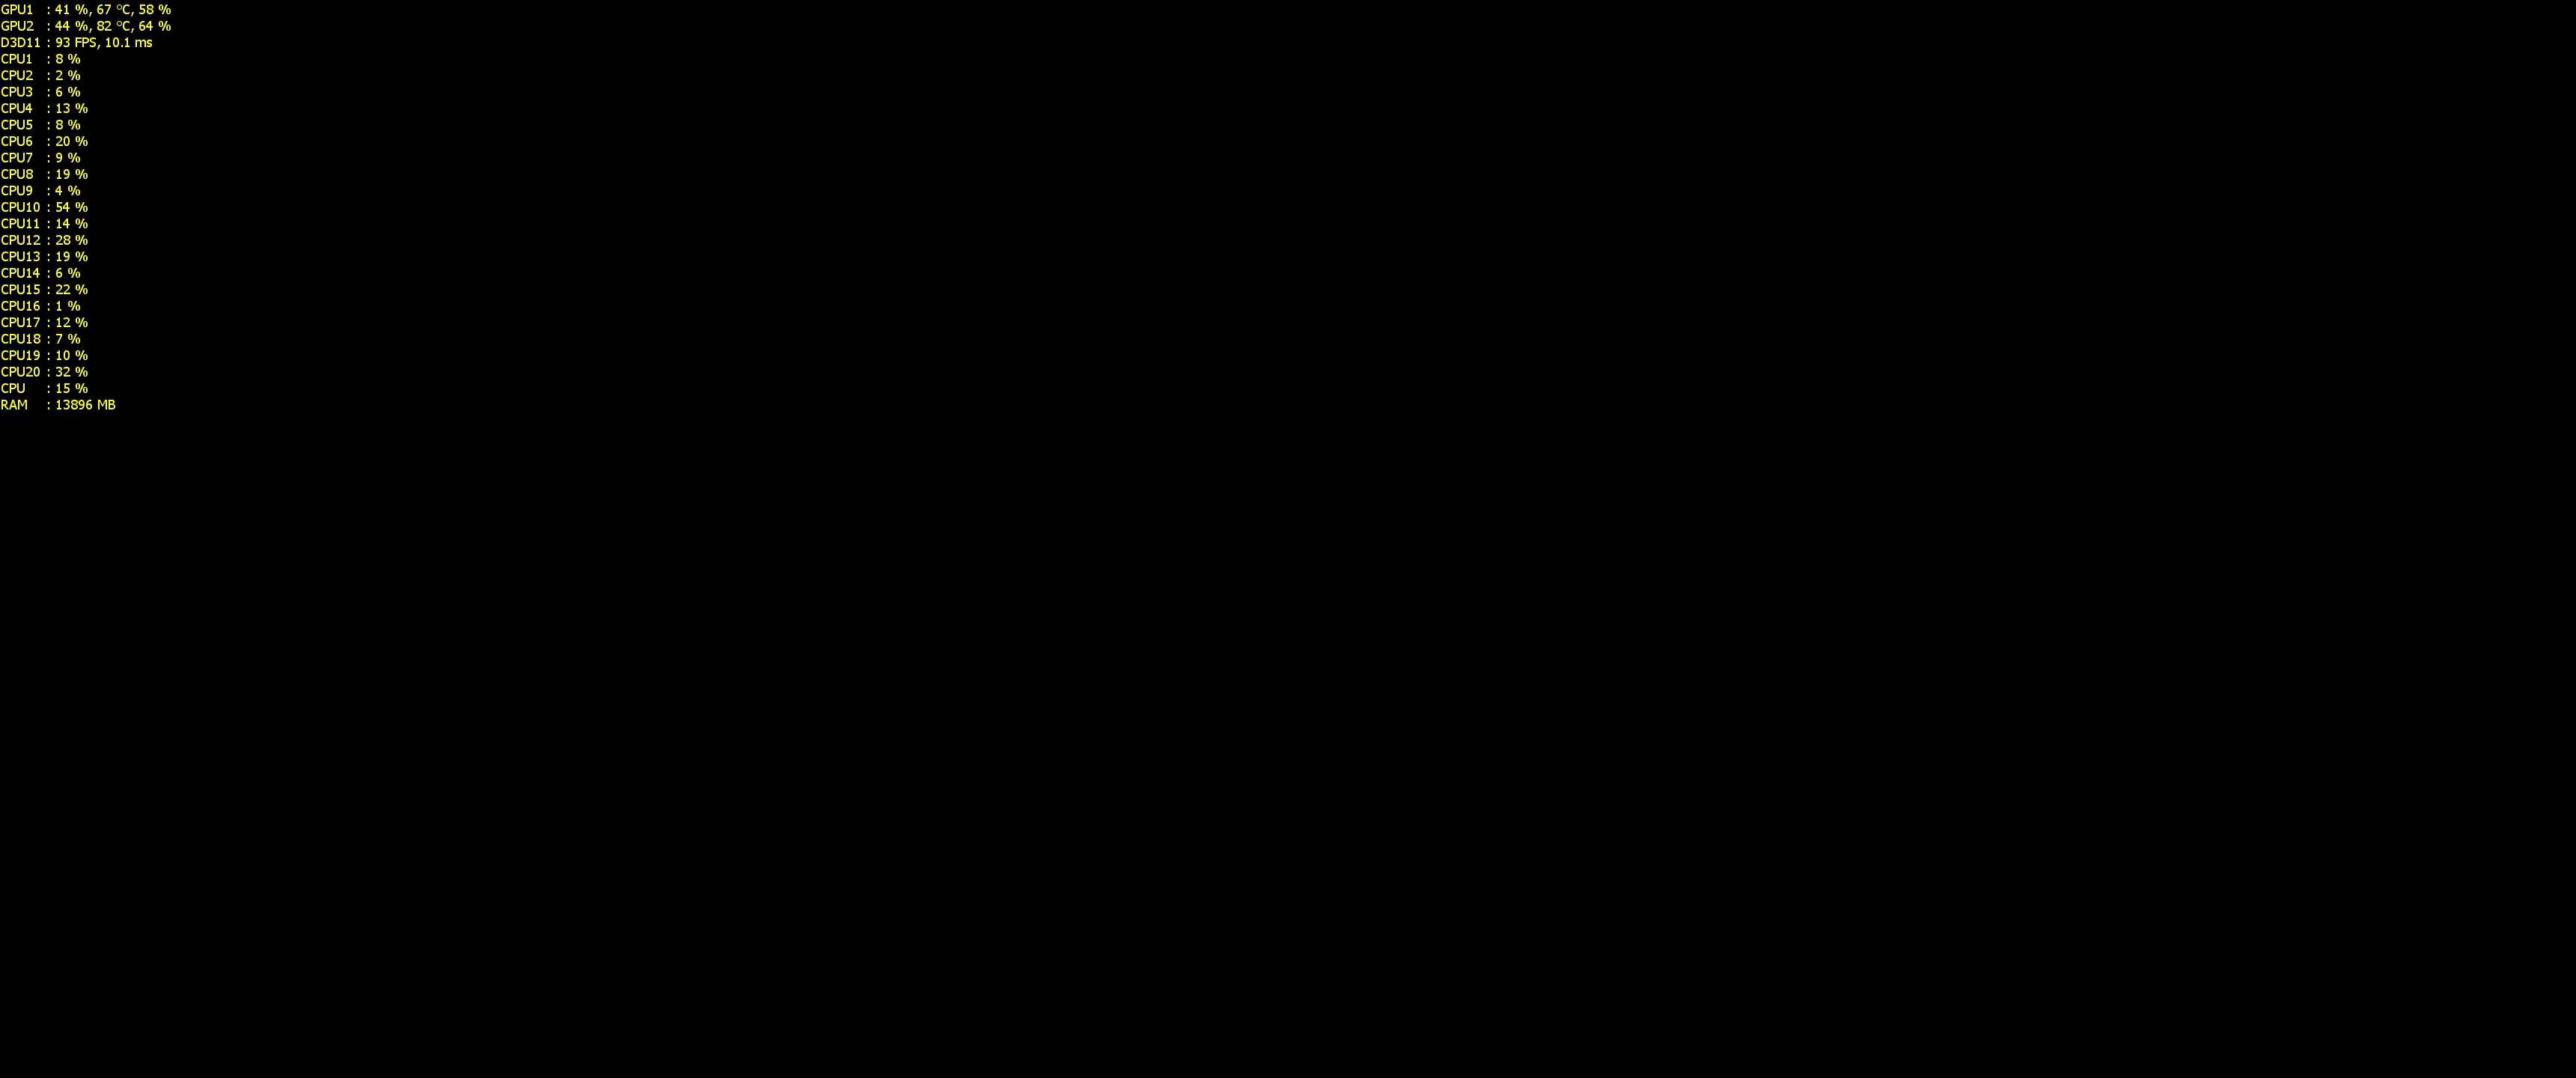 GPU1 : 41 %, 67 °C, 58 %
GPU2 : 44 %, 82 °C, 64 %
D3D11 : 93 FPS, 10.1 ms
CPU1 : 8 %
CPU2 : 2 %
CPU3 : 6 %
CPU4 : 13 %
CPU5 : 8 %
CPU6 : 20 %
CPU7 : 9 %
CPU8 : 19 %
CPU9 : 4 %
CPU10 : 54 %
CPU11 : 14 %
CPU12 : 28 %
CPU13 : 19 %
CPU14 : 6 %
CPU15 : 22 %
CPU16 : 1 %
CPU17 : 12 %
CPU18 : 7 %
CPU19 : 10 %
CPU20 : 32 %
CPU : 15 %
RAM : 13896 MB